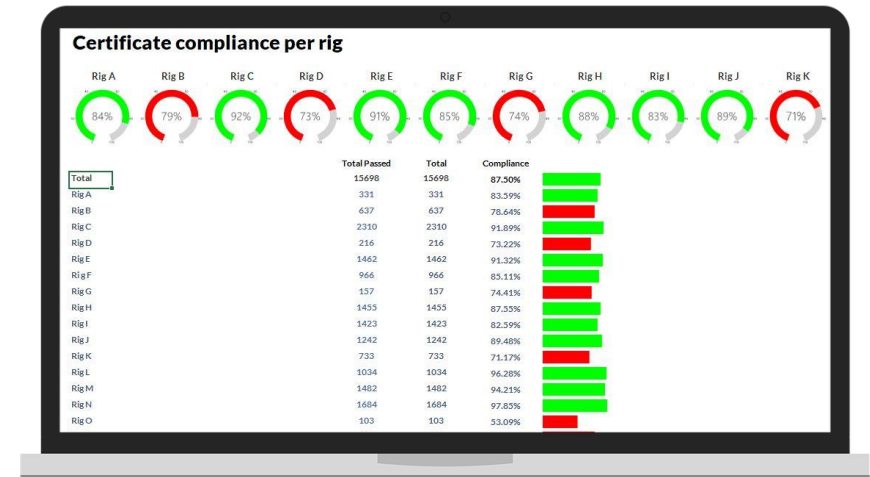 Certificate compliance per rig
Rig A Rig B Rig C Rig D Rig E Rig F Rig G Rig H Rig I Rig J Rig K
84% 79% 92% 73% 91% 85% 74% 88% 83% 89% 71%
Total Passed Total Compliance
Total 15698 15698 87.50%
Rig A 331 331 83.59%
Rig B 637 637 78.64%
Rig C 2310 2310 91.89%
Rig D 216 216 73.22%
Rig E 1462 1462 91.32%
Rig F 966 966 85.11%
Rig G 157 157 74.41%
Rig H 1455 1455 87.55%
Rig I 1423 1423 82.59%
Rig J 1242 1242 89.48%
Rig K 733 733 71.17%
Rig L 1034 1034 96.28%
Rig M 1482 1482 94.21%
Rig N 1684 1684 97.85%
Rig O 103 103 53.09%